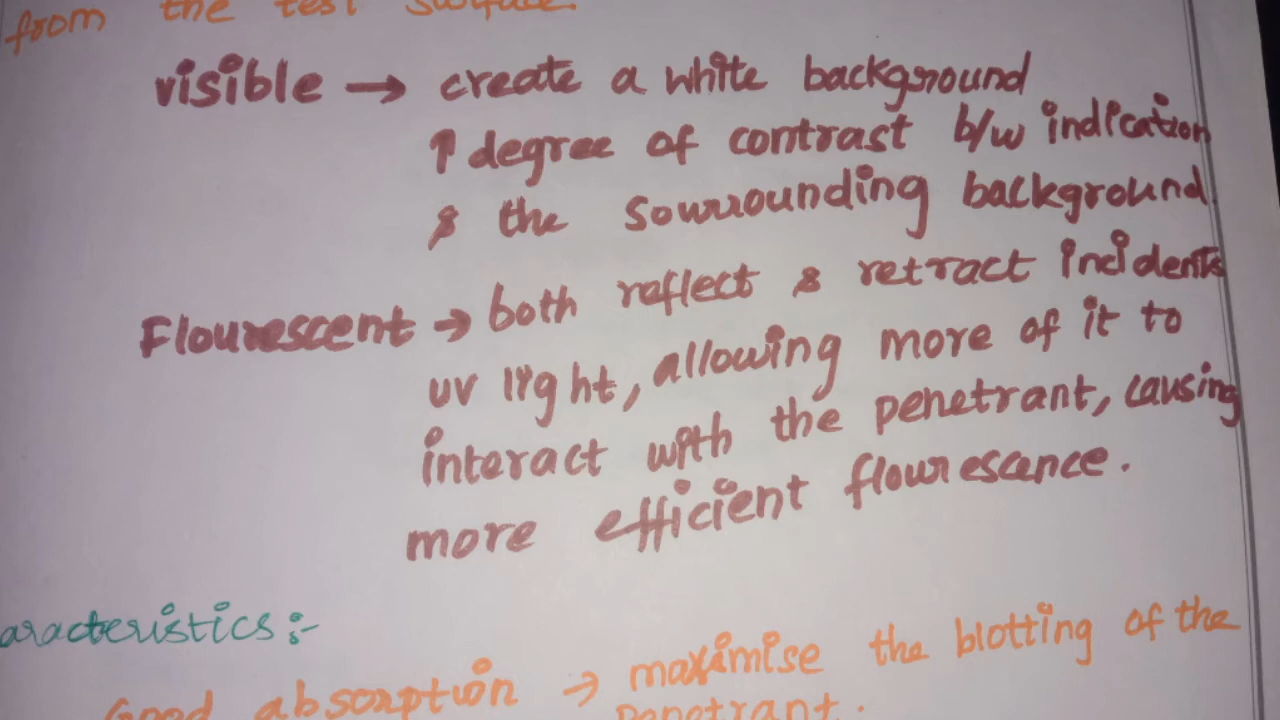 from the test surface.
visible → create a white background
↑ degree of contrast b/w indication
& the sourrounding background.
Flourescent → both reflect & retract incidents
uv light, allowing more of it to
interact with the penetrant, causing
more efficient flourescance.
aracteristics :-
Good absorption → maximise the blotting of the
penetrant.